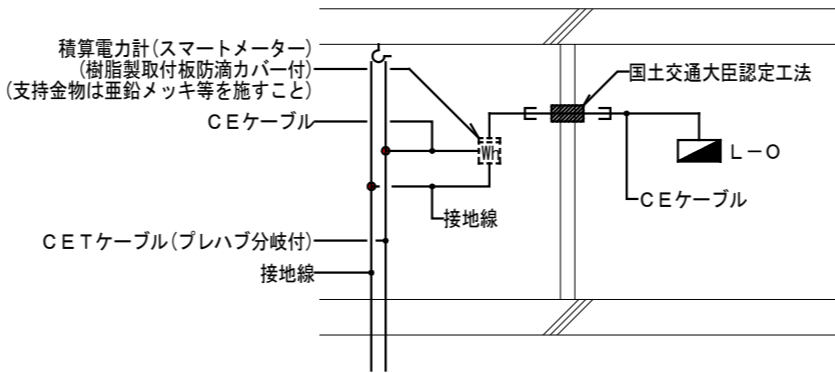 積算電力計(スマートメーター)
(樹脂製取付板防滴カバー付)
(支持金物は亜鉛メッキ等を施すこと)
国土交通大臣認定工法
CEケーブル
Wh
L-O
CEケーブル
接地線
CETケーブル(プレハブ分岐付)
接地線